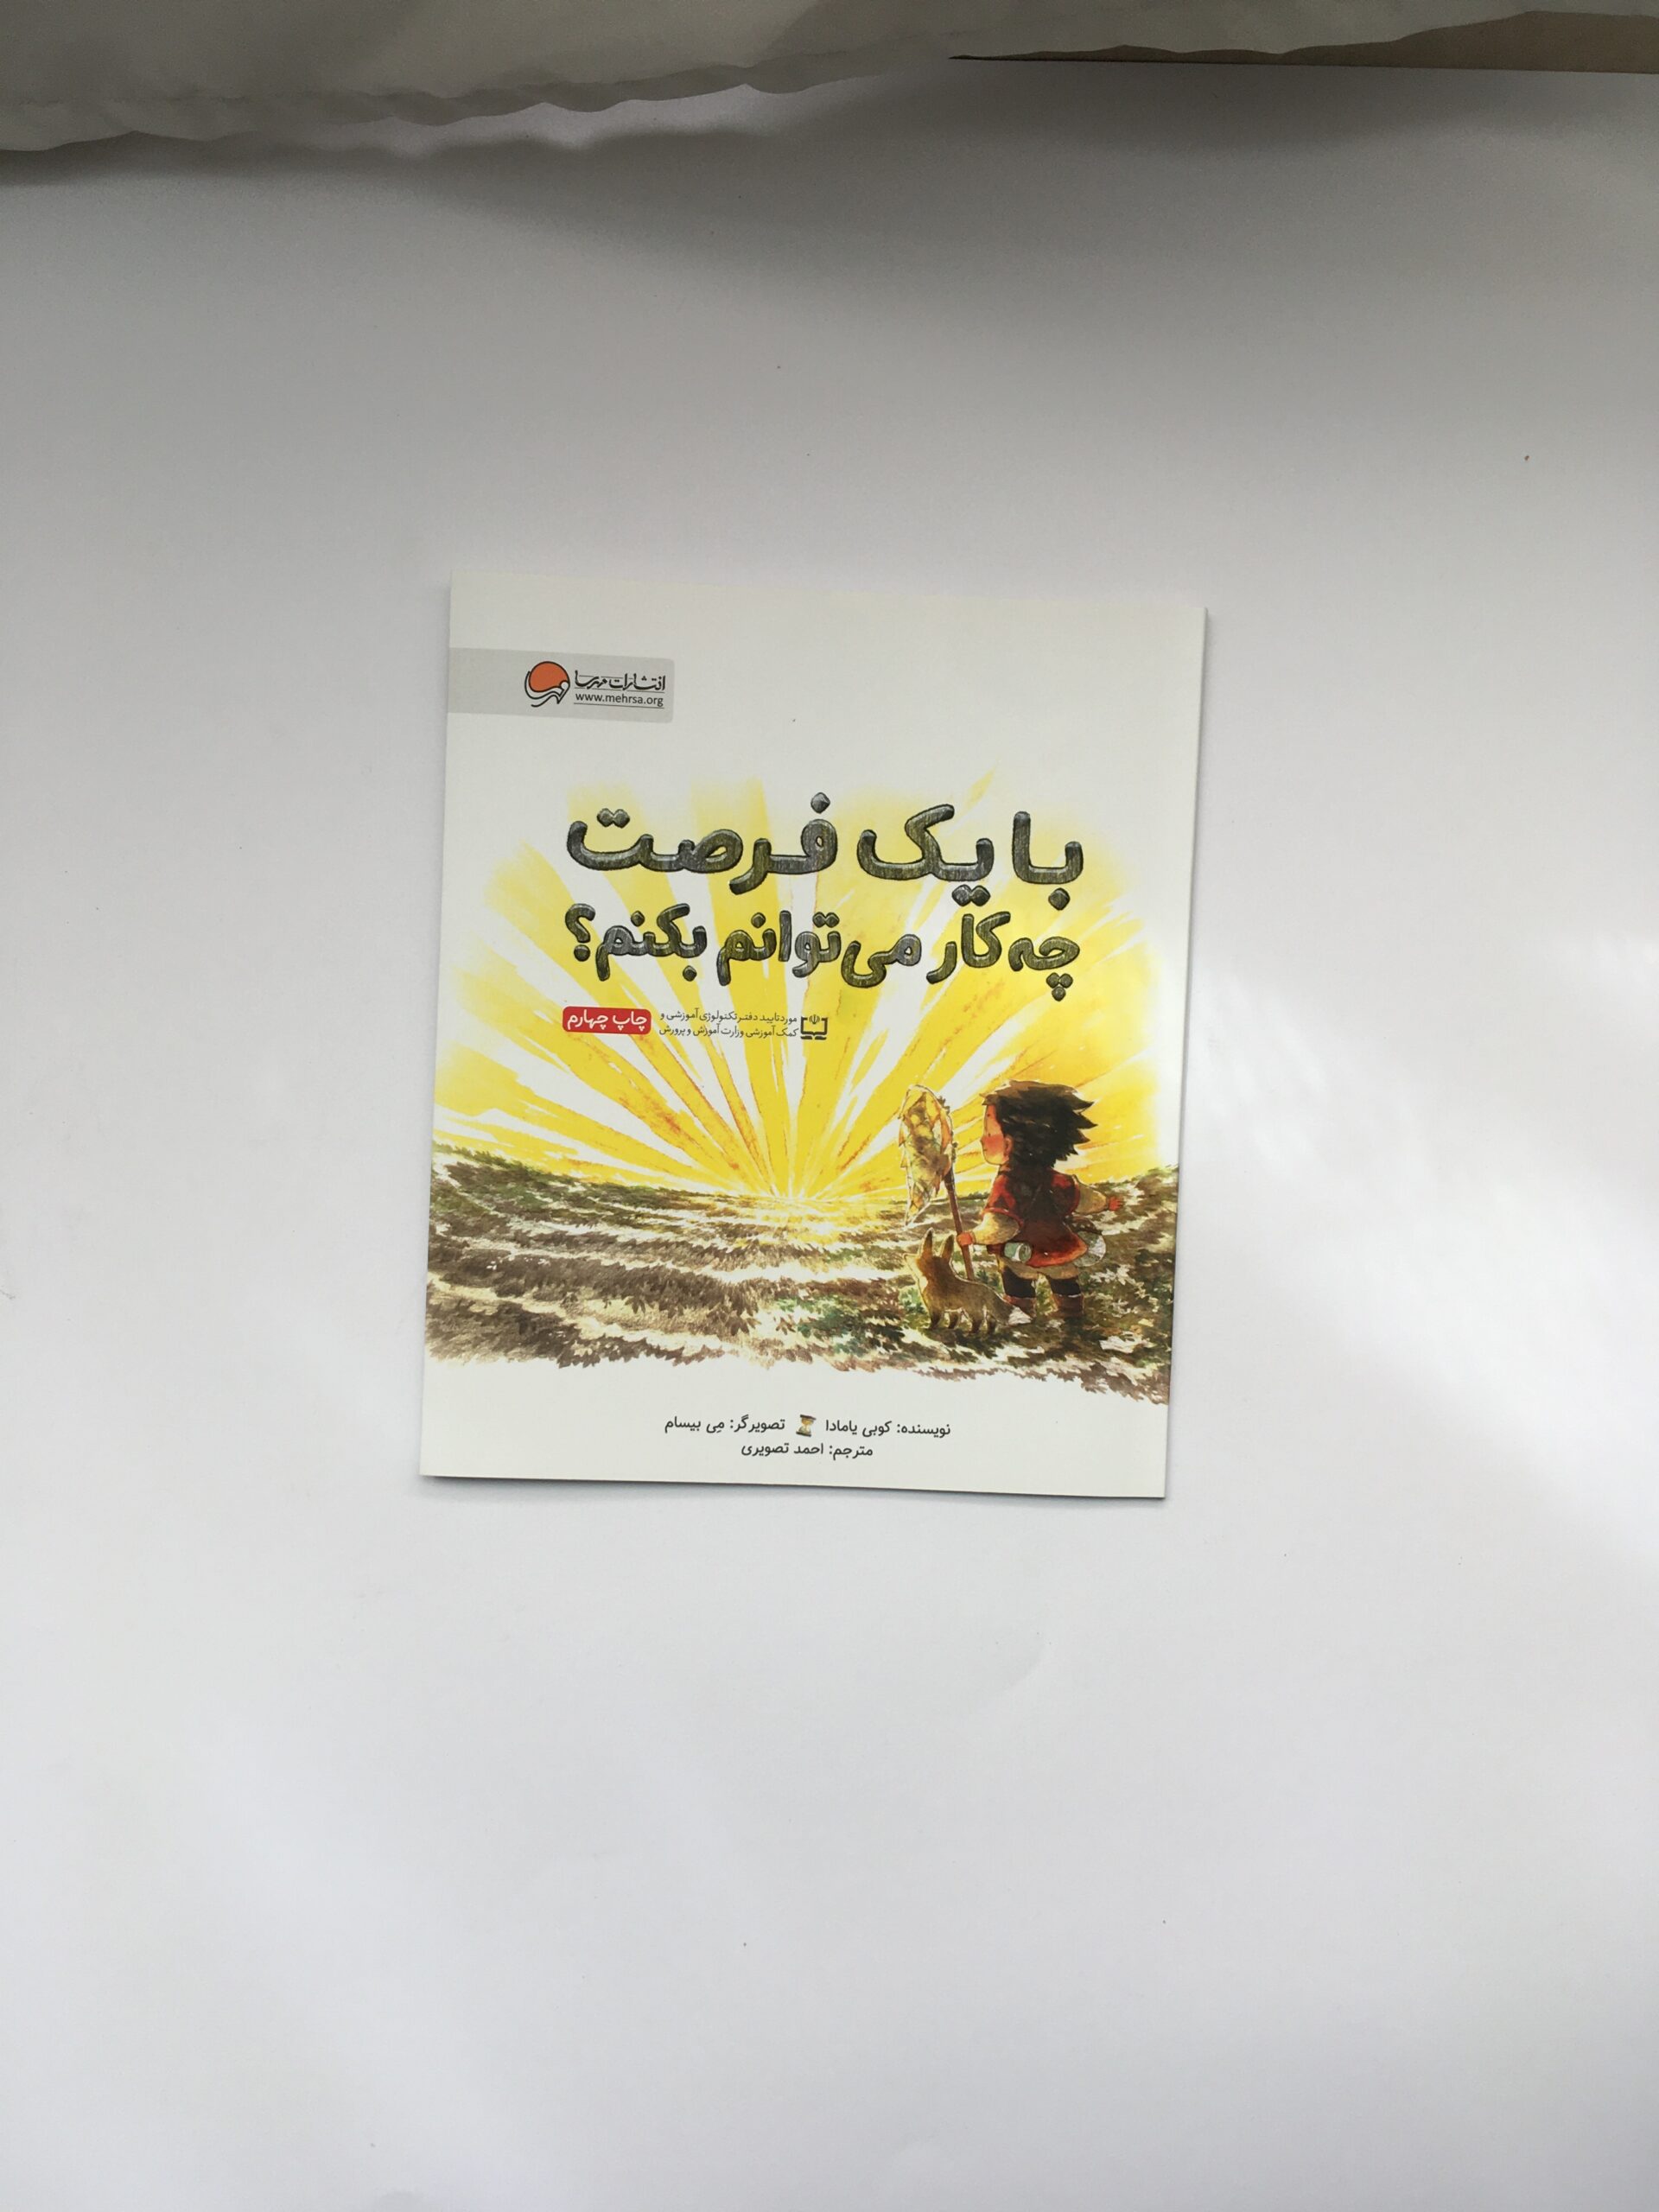 انتشارات مهرسا
www.mehrsa.org
با یک فرصت
چه کار می‌توانم بکنم؟
مورد تایید دفتر تکنولوژی آموزشی و
کمک آموزشی وزارت آموزش و پرورش
چاپ چهارم
نویسنده: کوبی یامادا تصویرگر: مِی بیسام
مترجم: احمد تصویری